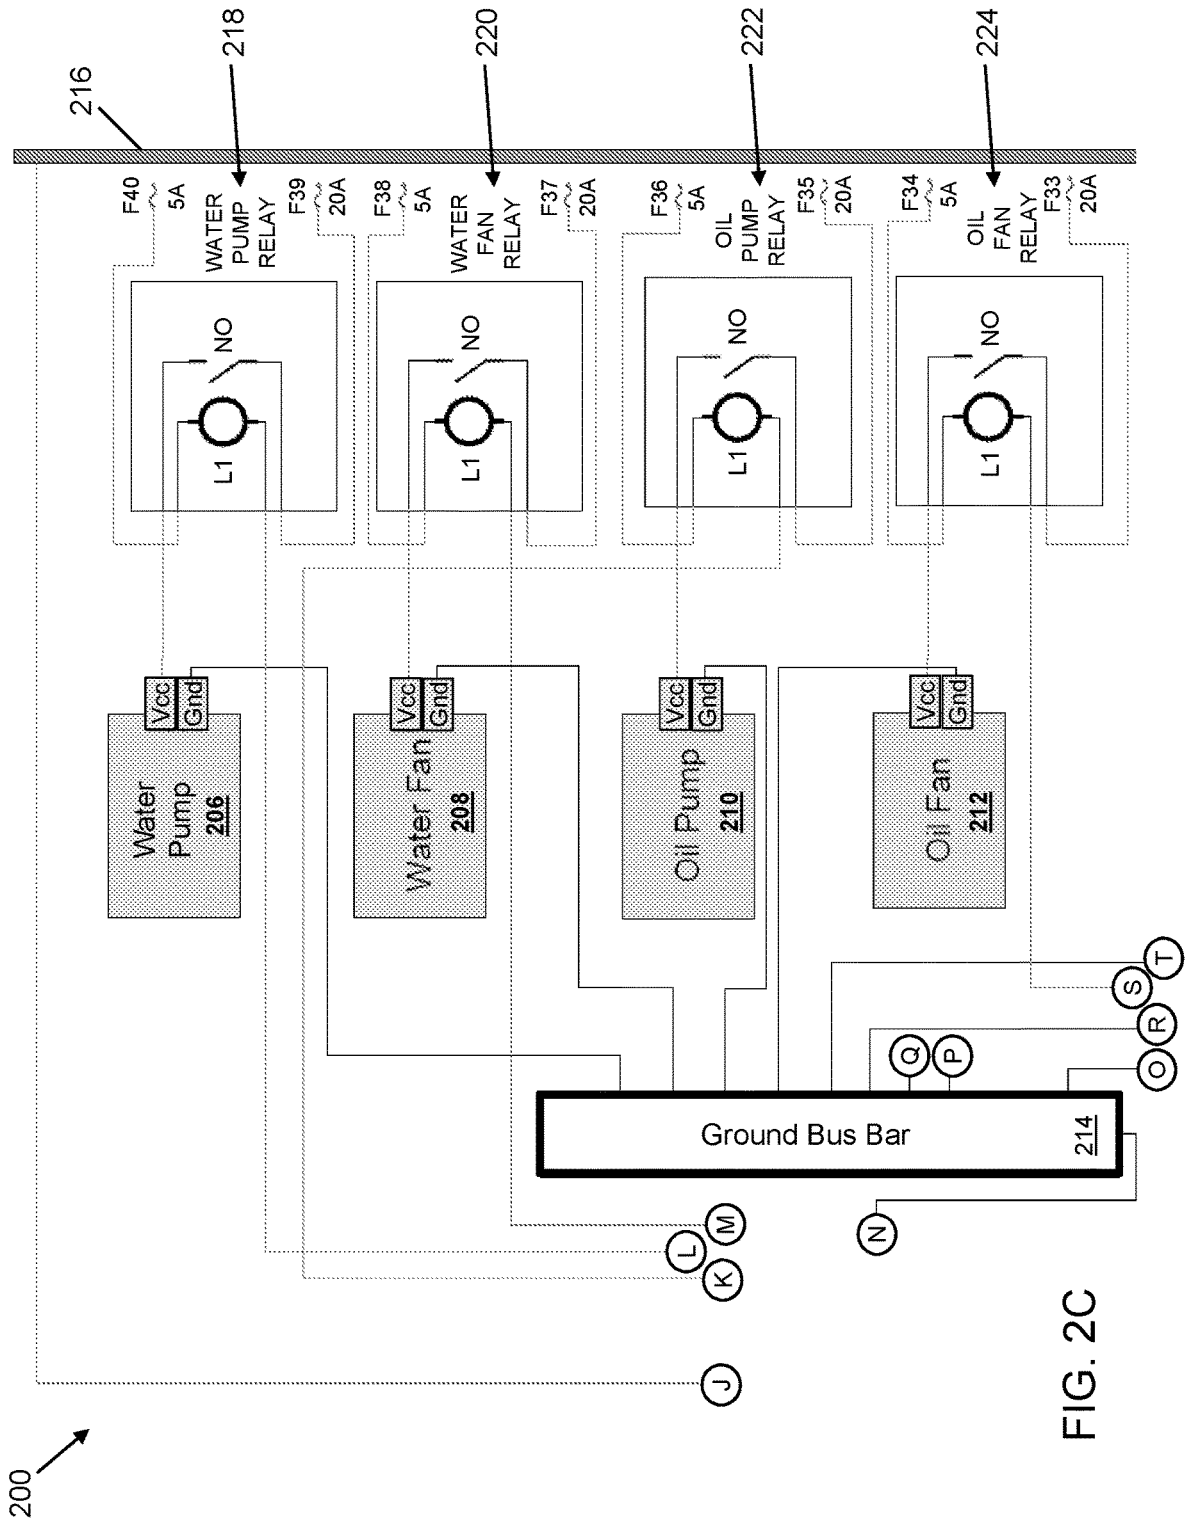 200
216
218
220
222
224
F40
5A
WATER
PUMP
RELAY
F39
20A
F38
5A
WATER
FAN
RELAY
F37
20A
F36
5A
OIL
PUMP
RELAY
F35
20A
F34
5A
OIL
FAN
RELAY
F33
20A
NO
L1
NO
L1
NO
L1
NO
L1
Vcc
Gnd
Water
Pump
206
Vcc
Gnd
Water Fan
208
Vcc
Gnd
Oil Pump
210
Vcc
Gnd
Oil Fan
212
Ground Bus Bar
214
J
K
L
M
N
O
P
Q
R
S
T
FIG. 2C